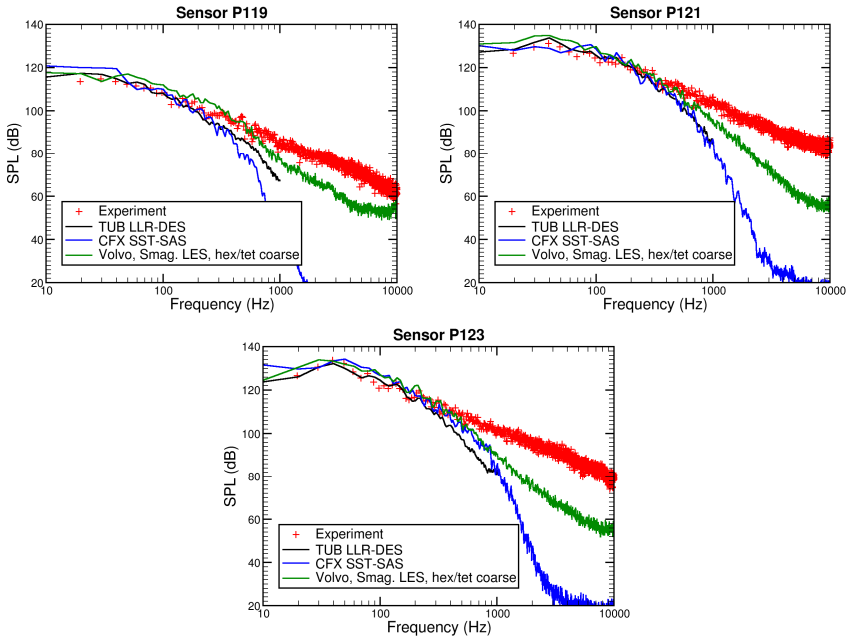 Sensor P119
140
120
100
80
60
40
20
SPL (dB)
Experiment
TUB LLR-DES
CFX SST-SAS
Volvo, Smag. LES, hex/tet coarse
10
100
1000
10000
Frequency (Hz)
Sensor P121
140
120
100
80
60
40
20
SPL (dB)
Experiment
TUB LLR-DES
CFX SST-SAS
Volvo, Smag. LES, hex/tet coarse
10
100
1000
10000
Frequency (Hz)
Sensor P123
140
120
100
80
60
40
20
SPL (dB)
Experiment
TUB LLR-DES
CFX SST-SAS
Volvo, Smag. LES, hex/tet coarse
10
100
1000
10000
Frequency (Hz)